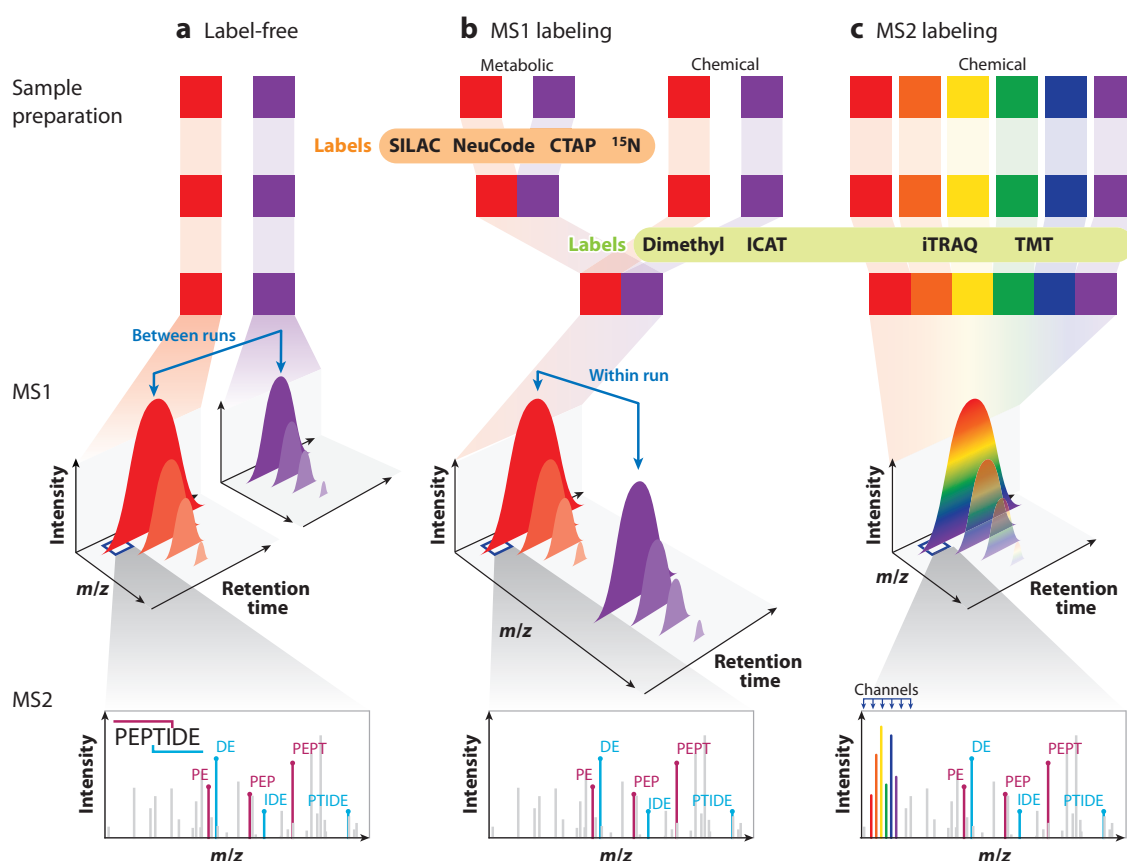 a Label-free
b MS1 labeling
c MS2 labeling
Sample
preparation
Metabolic
Chemical
Chemical
Labels SILAC NeuCode CTAP ¹⁵N
Labels Dimethyl ICAT iTRAQ TMT
Between runs
Within run
MS1
Intensity
m/z
Retention
time
Intensity
m/z
Retention
time
Intensity
m/z
Retention
time
MS2
Intensity
PEPTIDE
PE
DE
PEP
IDE
PEPT
PTIDE
m/z
Intensity
PE
DE
PEP
IDE
PEPT
PTIDE
m/z
Channels
Intensity
PE
DE
PEP
IDE
PEPT
PTIDE
m/z